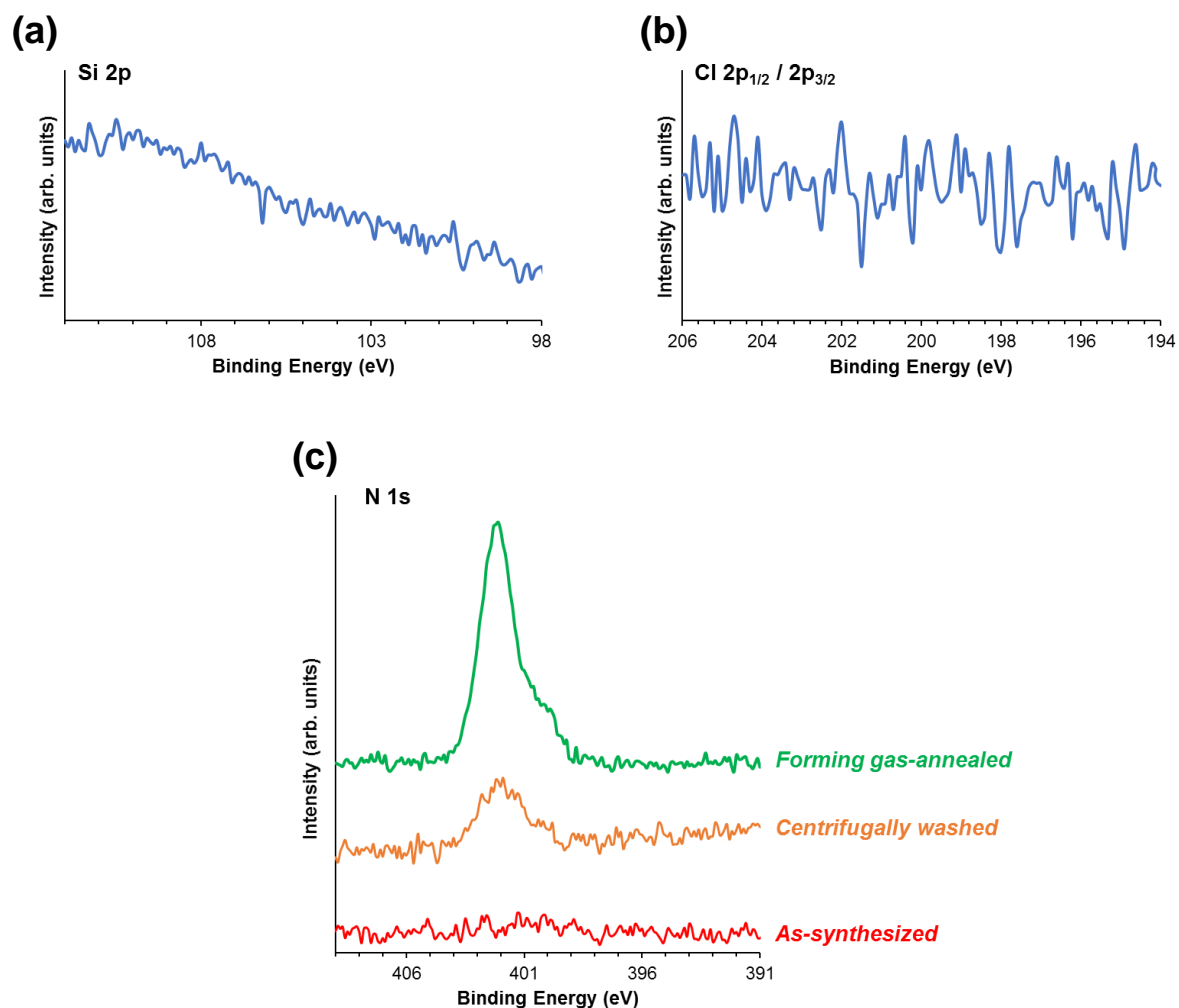 (a)
Si 2p
Intensity (arb. units)
108
103
98
Binding Energy (eV)
(b)
Cl 2p1/2 / 2p3/2
Intensity (arb. units)
206
204
202
200
198
196
194
Binding Energy (eV)
(c)
N 1s
Intensity (arb. units)
Forming gas-annealed
Centrifugally washed
As-synthesized
406
401
396
391
Binding Energy (eV)